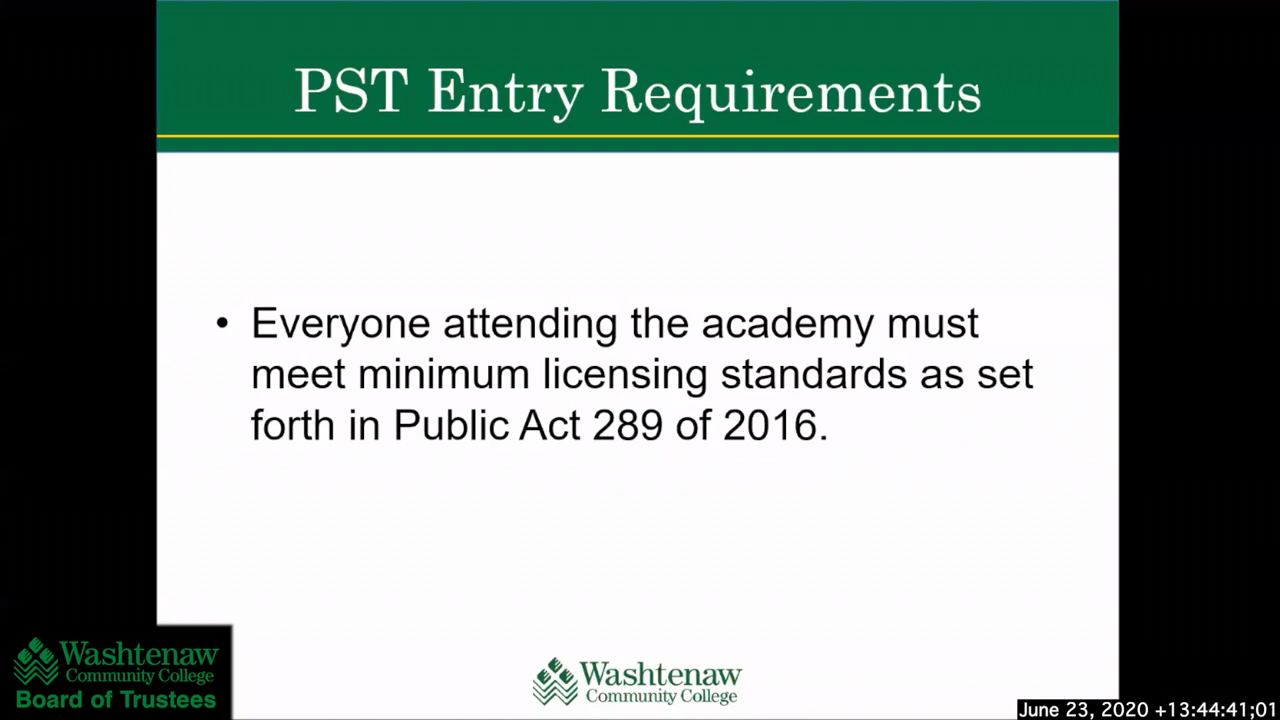 PST Entry Requirements
• Everyone attending the academy must
meet minimum licensing standards as set
forth in Public Act 289 of 2016.
Washtenaw
Community College
Board of Trustees
Washtenaw
Community College
June 23, 2020 +13:44:41;01